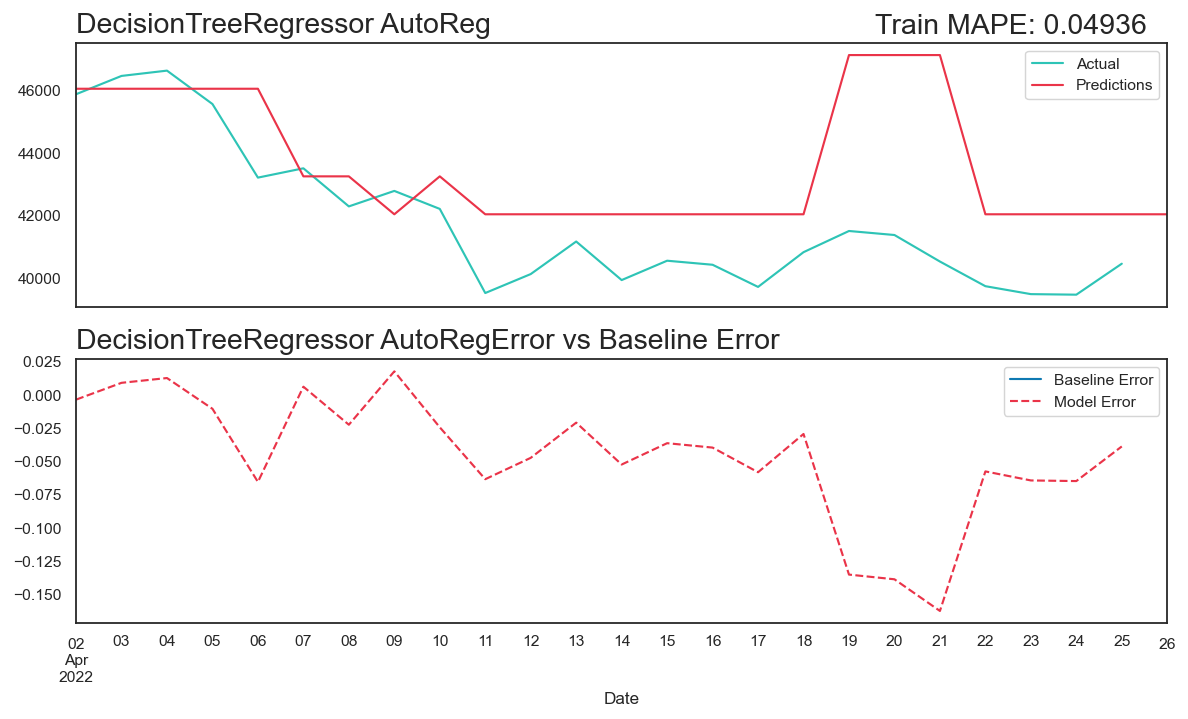 DecisionTreeRegressor AutoReg
Train MAPE: 0.04936
Actual
Predictions
46000
44000
42000
40000
DecisionTreeRegressor AutoRegError vs Baseline Error
Baseline Error
Model Error
0.025
0.000
−0.025
−0.050
−0.075
−0.100
−0.125
−0.150
02 03 04 05 06 07 08 09 10 11 12 13 14 15 16 17 18 19 20 21 22 23 24 25 26
Apr
2022
Date